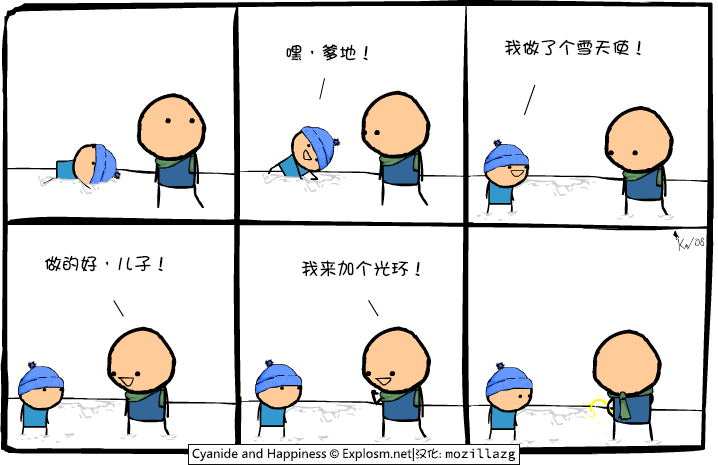 嘿，爹地！
我做了个雪天使！
做的好，儿子！
我来加个光环！
KW/08
Cyanide and Happiness © Explosm.net|汉化: mozillazg